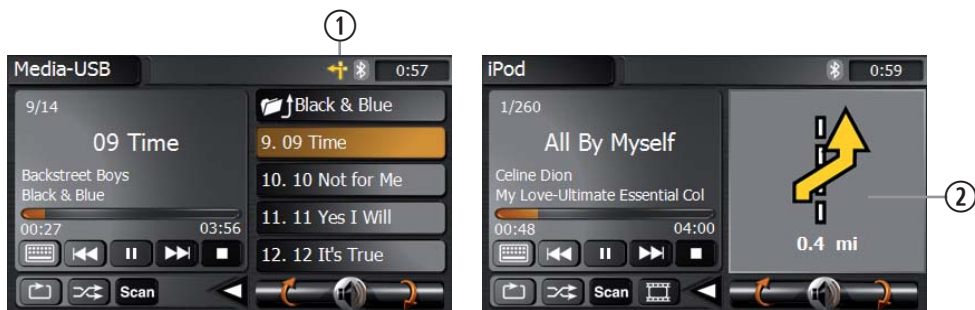 1
Media-USB
0:57
9/14
09 Time
Backstreet Boys
Black & Blue
00:27
03:56
Scan
Black & Blue
9. 09 Time
10. 10 Not for Me
11. 11 Yes I Will
12. 12 It's True
iPod
0:59
1/260
All By Myself
Celine Dion
My Love-Ultimate Essential Col
00:48
04:00
Scan
0.4 mi
2